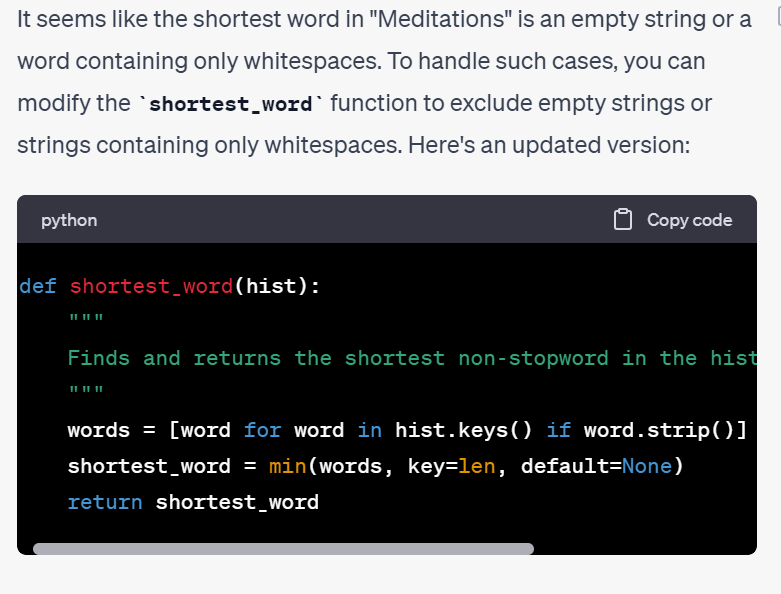 It seems like the shortest word in "Meditations" is an empty string or a
word containing only whitespaces. To handle such cases, you can
modify the `shortest_word` function to exclude empty strings or
strings containing only whitespaces. Here's an updated version:
python
Copy code
def shortest_word(hist):
    """
    Finds and returns the shortest non-stopword in the hist
    """
    words = [word for word in hist.keys() if word.strip()]
    shortest_word = min(words, key=len, default=None)
    return shortest_word